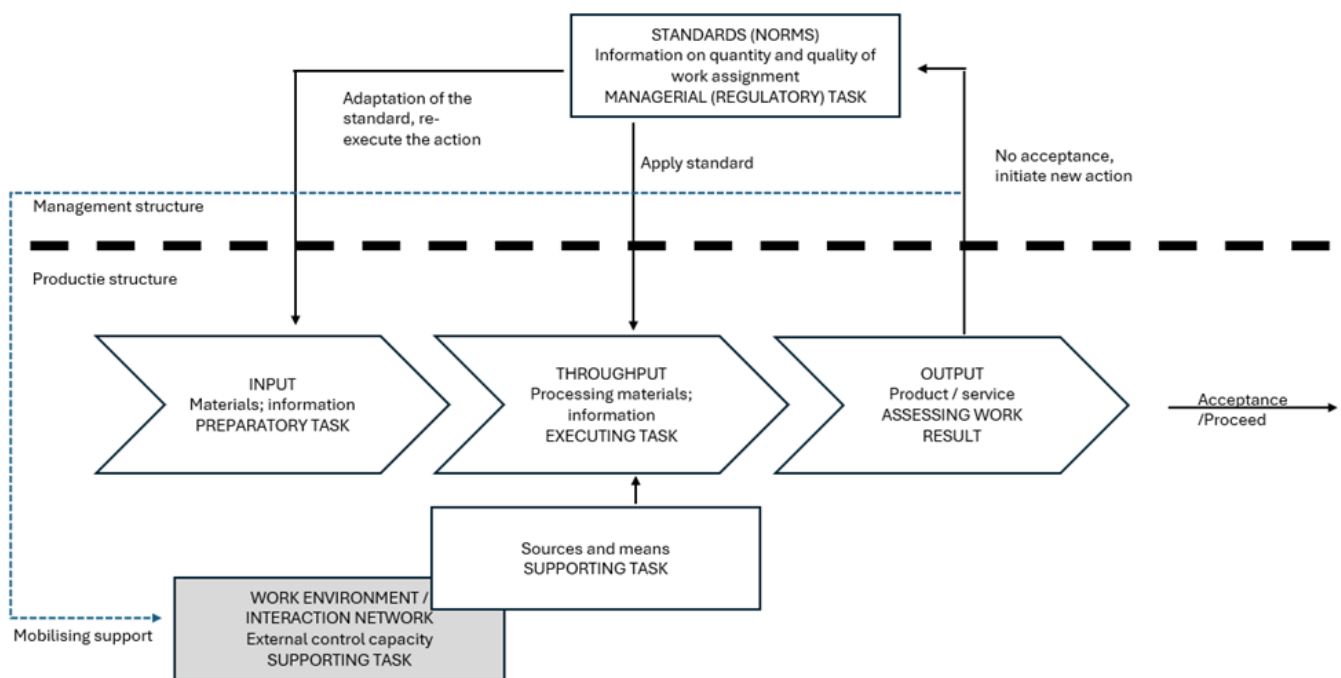 STANDARDS (NORMS)
Information on quantity and quality of
work assignment
MANAGERIAL (REGULATORY) TASK
Adaptation of the
standard, re-
execute the action
Apply standard
No acceptance,
initiate new action
Management structure
Productie structure
INPUT
Materials; information
PREPARATORY TASK
THROUGHPUT
Processing materials;
information
EXECUTING TASK
OUTPUT
Product / service
ASSESSING WORK
RESULT
Acceptance
/Proceed
Sources and means
SUPPORTING TASK
WORK ENVIRONMENT /
INTERACTION NETWORK
External control capacity
SUPPORTING TASK
Mobilising support